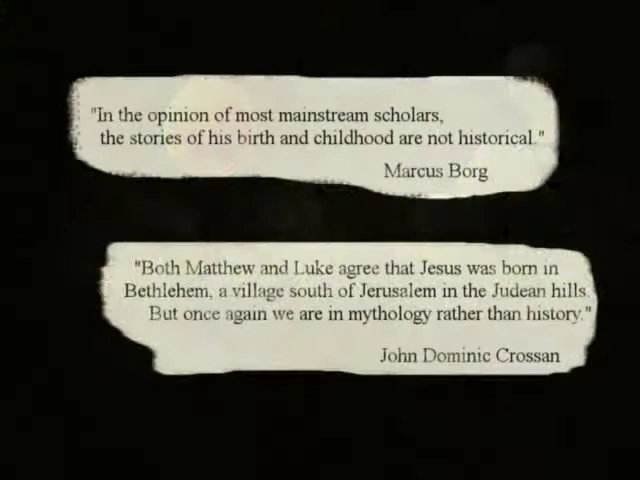 "In the opinion of most mainstream scholars,
the stories of his birth and childhood are not historical."
Marcus Borg
"Both Matthew and Luke agree that Jesus was born in
Bethlehem, a village south of Jerusalem in the Judean hills.
But once again we are in mythology rather than history."
John Dominic Crossan